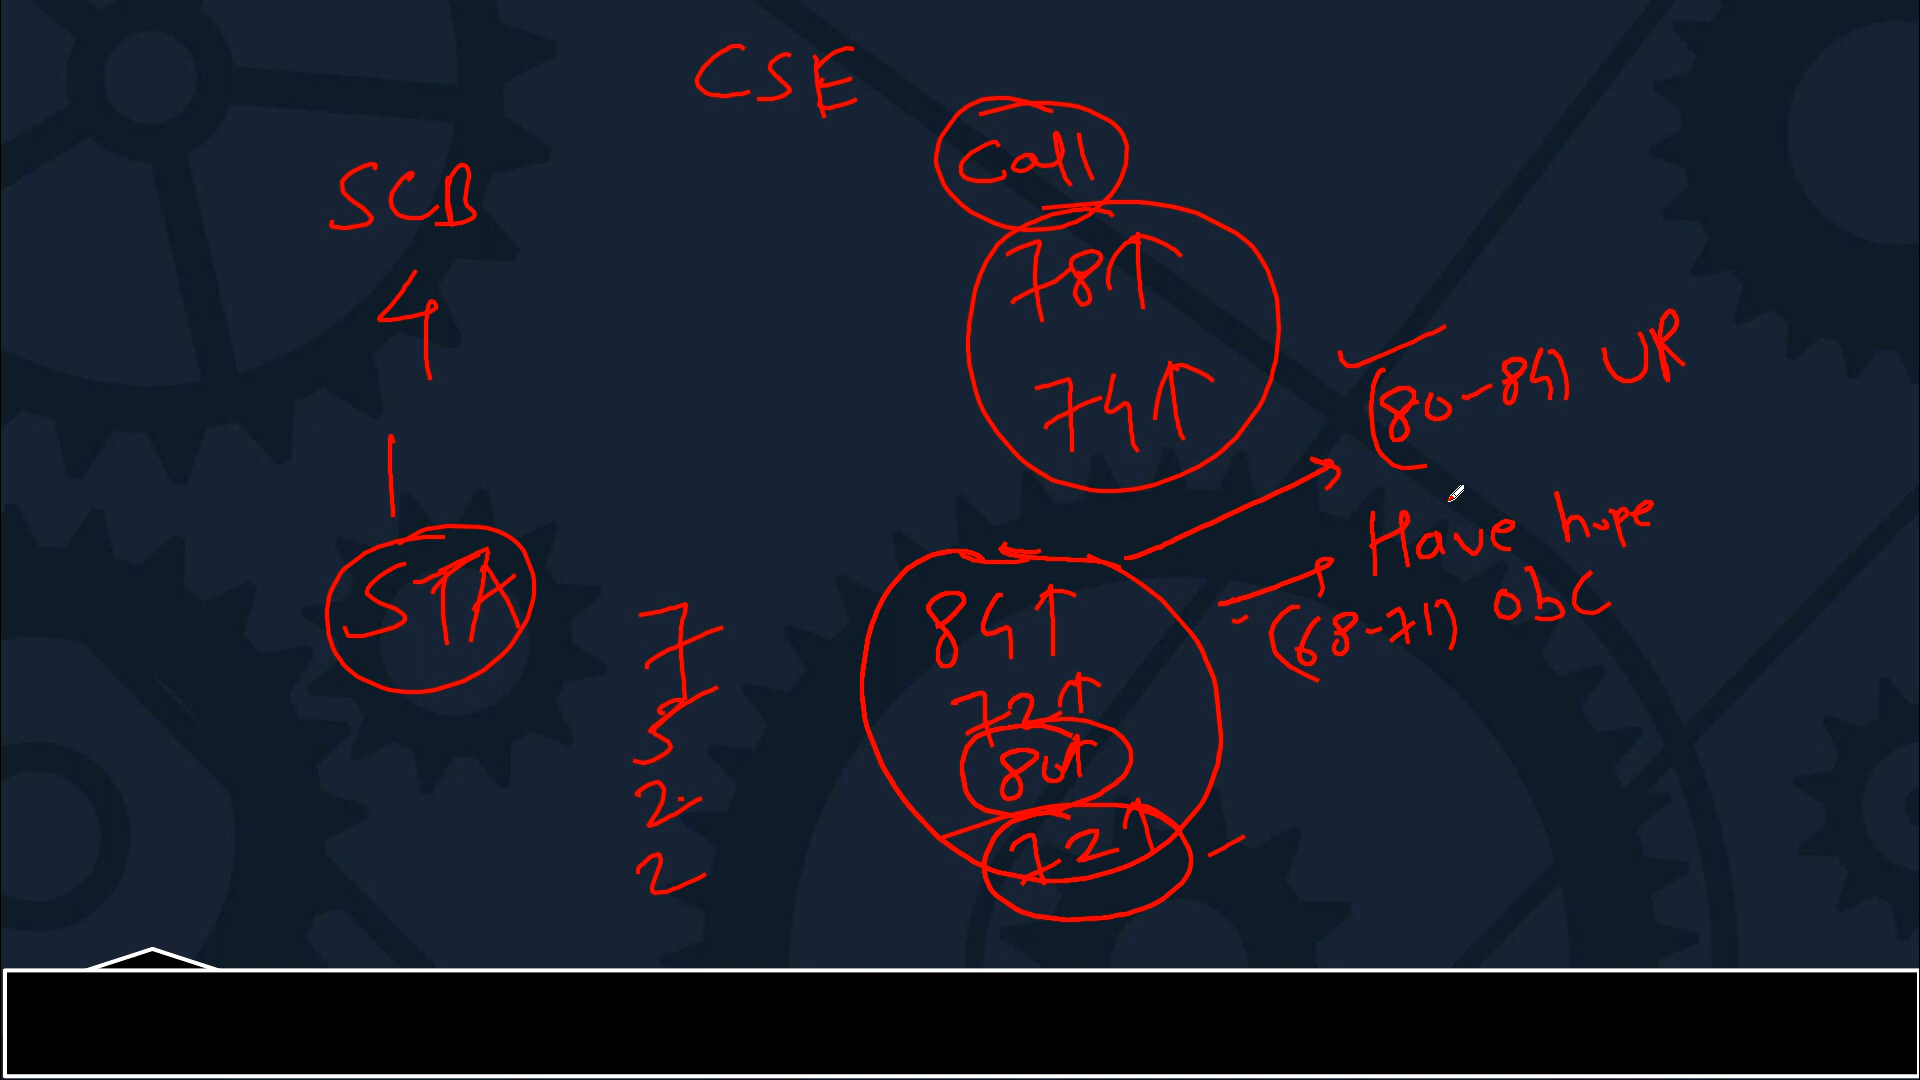 CSE
Call
SCB
78↑
4
74↑
(80-84) UR
1
STA
Have hope
(68-71) obC
7
84↑
3
72↑
2
80↑
2
72↑